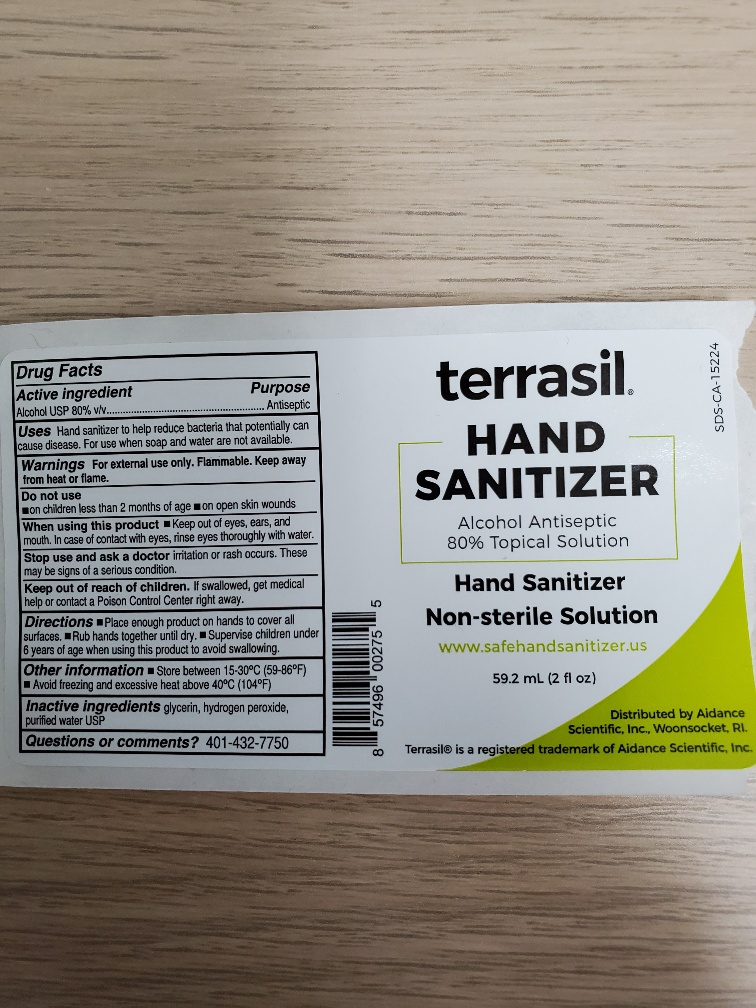 Drug Facts
Active ingredient Purpose
Alcohol USP 80% v/v.......................................... Antiseptic
Uses Hand sanitizer to help reduce bacteria that potentially can
cause disease. For use when soap and water are not available.
Warnings For external use only. Flammable. Keep away
from heat or flame.
Do not use
■on children less than 2 months of age ■on open skin wounds
When using this product ■Keep out of eyes, ears, and
mouth. In case of contact with eyes, rinse eyes thoroughly with water.
Stop use and ask a doctor irritation or rash occurs. These
may be signs of a serious condition.
Keep out of reach of children. If swallowed, get medical
help or contact a Poison Control Center right away.
Directions ■Place enough product on hands to cover all
surfaces. ■Rub hands together until dry. ■Supervise children under
6 years of age when using this product to avoid swallowing.
Other information ■ Store between 15-30ºC (59-86ºF)
■ Avoid freezing and excessive heat above 40ºC (104ºF)
Inactive ingredients glycerin, hydrogen peroxide,
purified water USP
Questions or comments? 401-432-7750
8 57496 00275 5
terrasil®
HAND
SANITIZER
Alcohol Antiseptic
80% Topical Solution
Hand Sanitizer
Non-sterile Solution
www.safehandsanitizer.us
59.2 mL (2 fl oz)
Distributed by Aidance
Scientific, Inc., Woonsocket, RI.
Terrasil® is a registered trademark of Aidance Scientific, Inc.
SDS-CA-15224